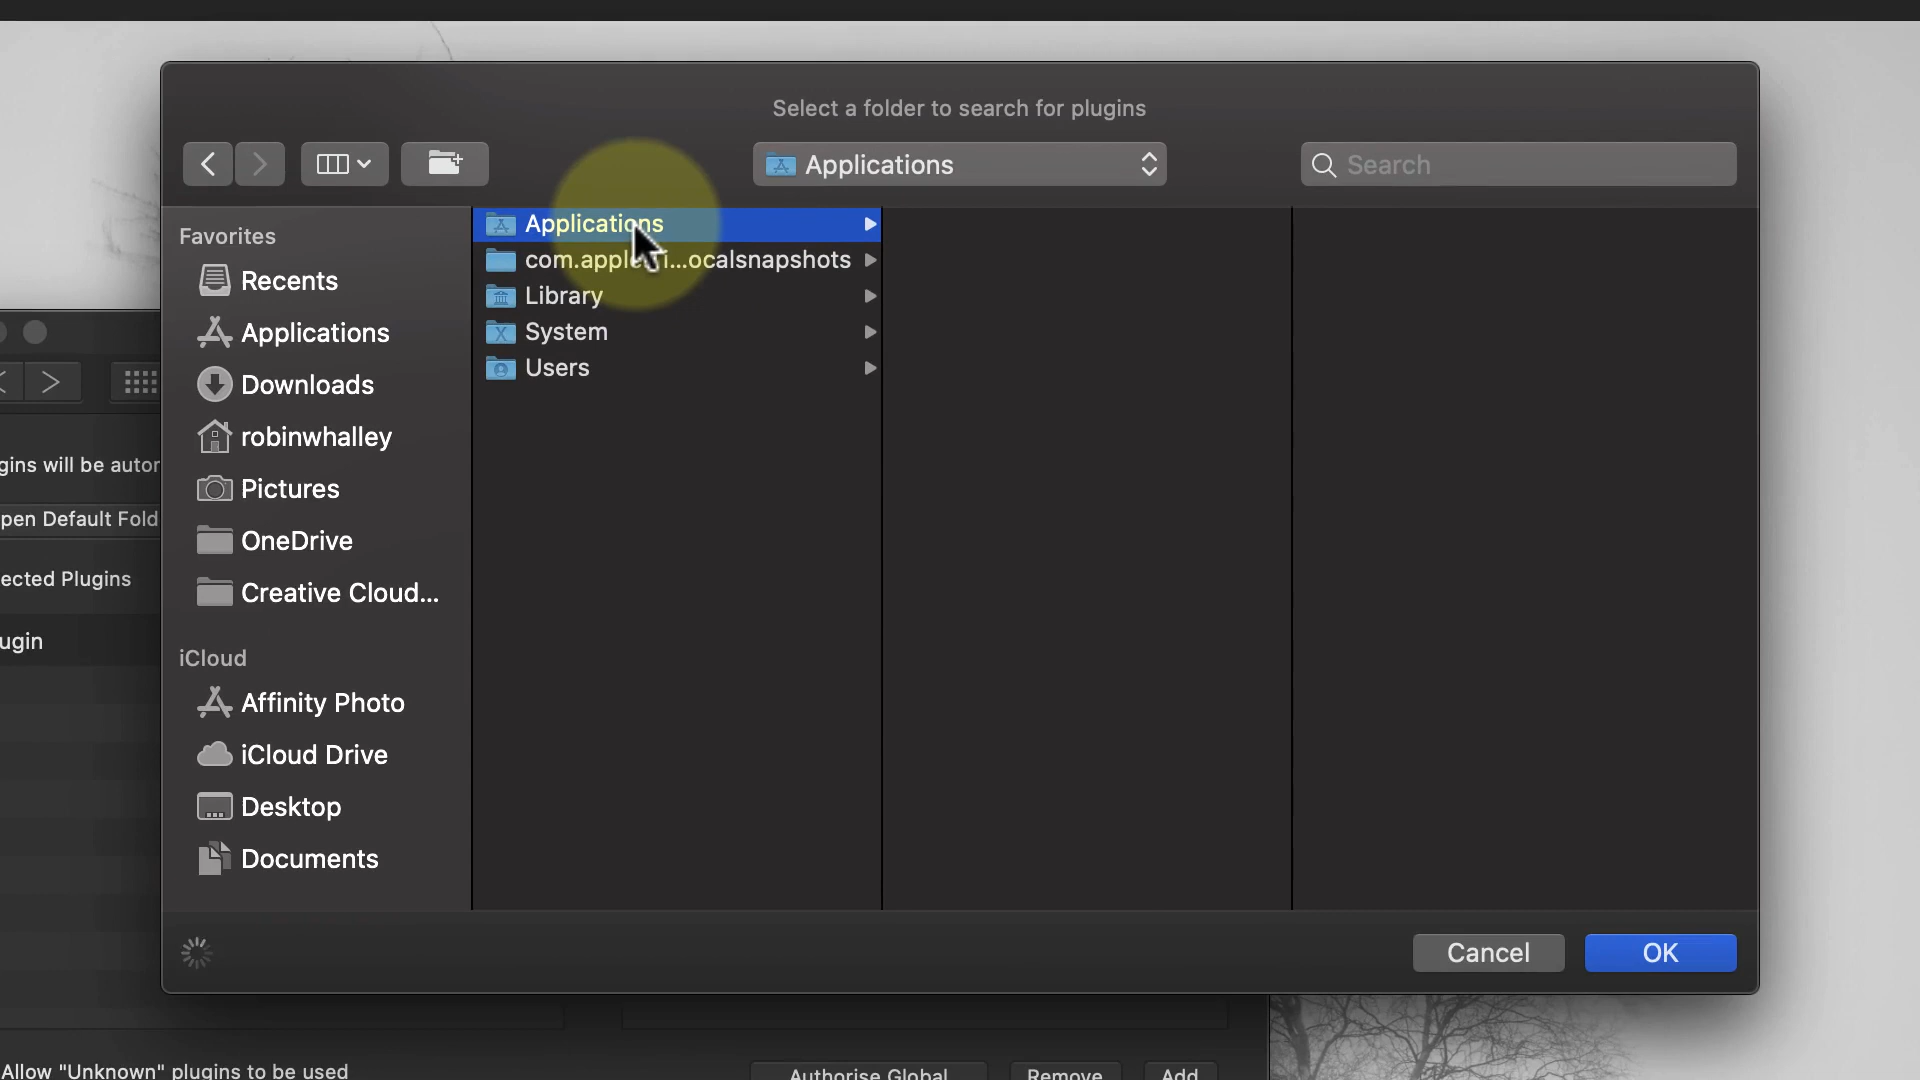 Select a folder to search for plugins
Applications
Search
Favorites
Recents
Applications
Downloads
robinwhalley
Pictures
OneDrive
Creative Cloud...
iCloud
Affinity Photo
iCloud Drive
Desktop
Documents
Applications
com.apple. i...ocalsnapshots
Library
System
Users
Cancel
OK
gins will be autor
pen Default Fold
ected Plugins
ugin
Allow "Unknown" plugins to be used
Authorise Global
Remove
Add